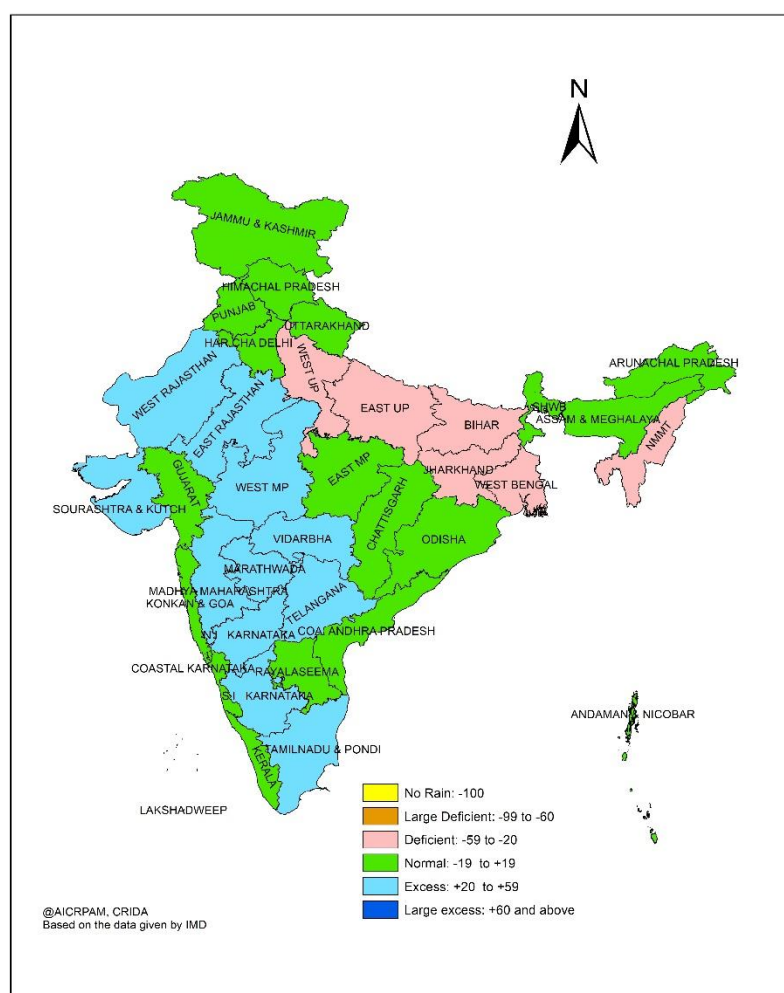 N
JAMMU & KASHMIR
HIMACHAL PRADESH
PUNJAB
UTTARAKHAND
HAR.CHA DELHI
WEST RAJASTHAN
EAST RAJASTHAN
WEST UP
EAST UP
BIHAR
SHWB
ARUNACHAL PRADESH
ASSAM & MEGHALAYA
NMMT
JHARKHAND
WEST BENGAL
GUJARAT
SOURASHTRA & KUTCH
WEST MP
EAST MP
CHATTISGARH
ODISHA
VIDARBHA
MARATHWADA
MADHYA MAHARASHTRA
KONKAN & GOA
TELANGANA
N.I KARNATAKA
COA. ANDHRA PRADESH
COASTAL KARNATAKA
RAYALASEEMA
S.I KARNATAKA
ANDAMAN & NICOBAR
TAMILNADU & PONDI
KERALA
LAKSHADWEEP
No Rain: -100
Large Deficient: -99 to -60
Deficient: -59 to -20
Normal: -19 to +19
Excess: +20 to +59
Large excess: +60 and above
@AICRPAM, CRIDA
Based on the data given by IMD